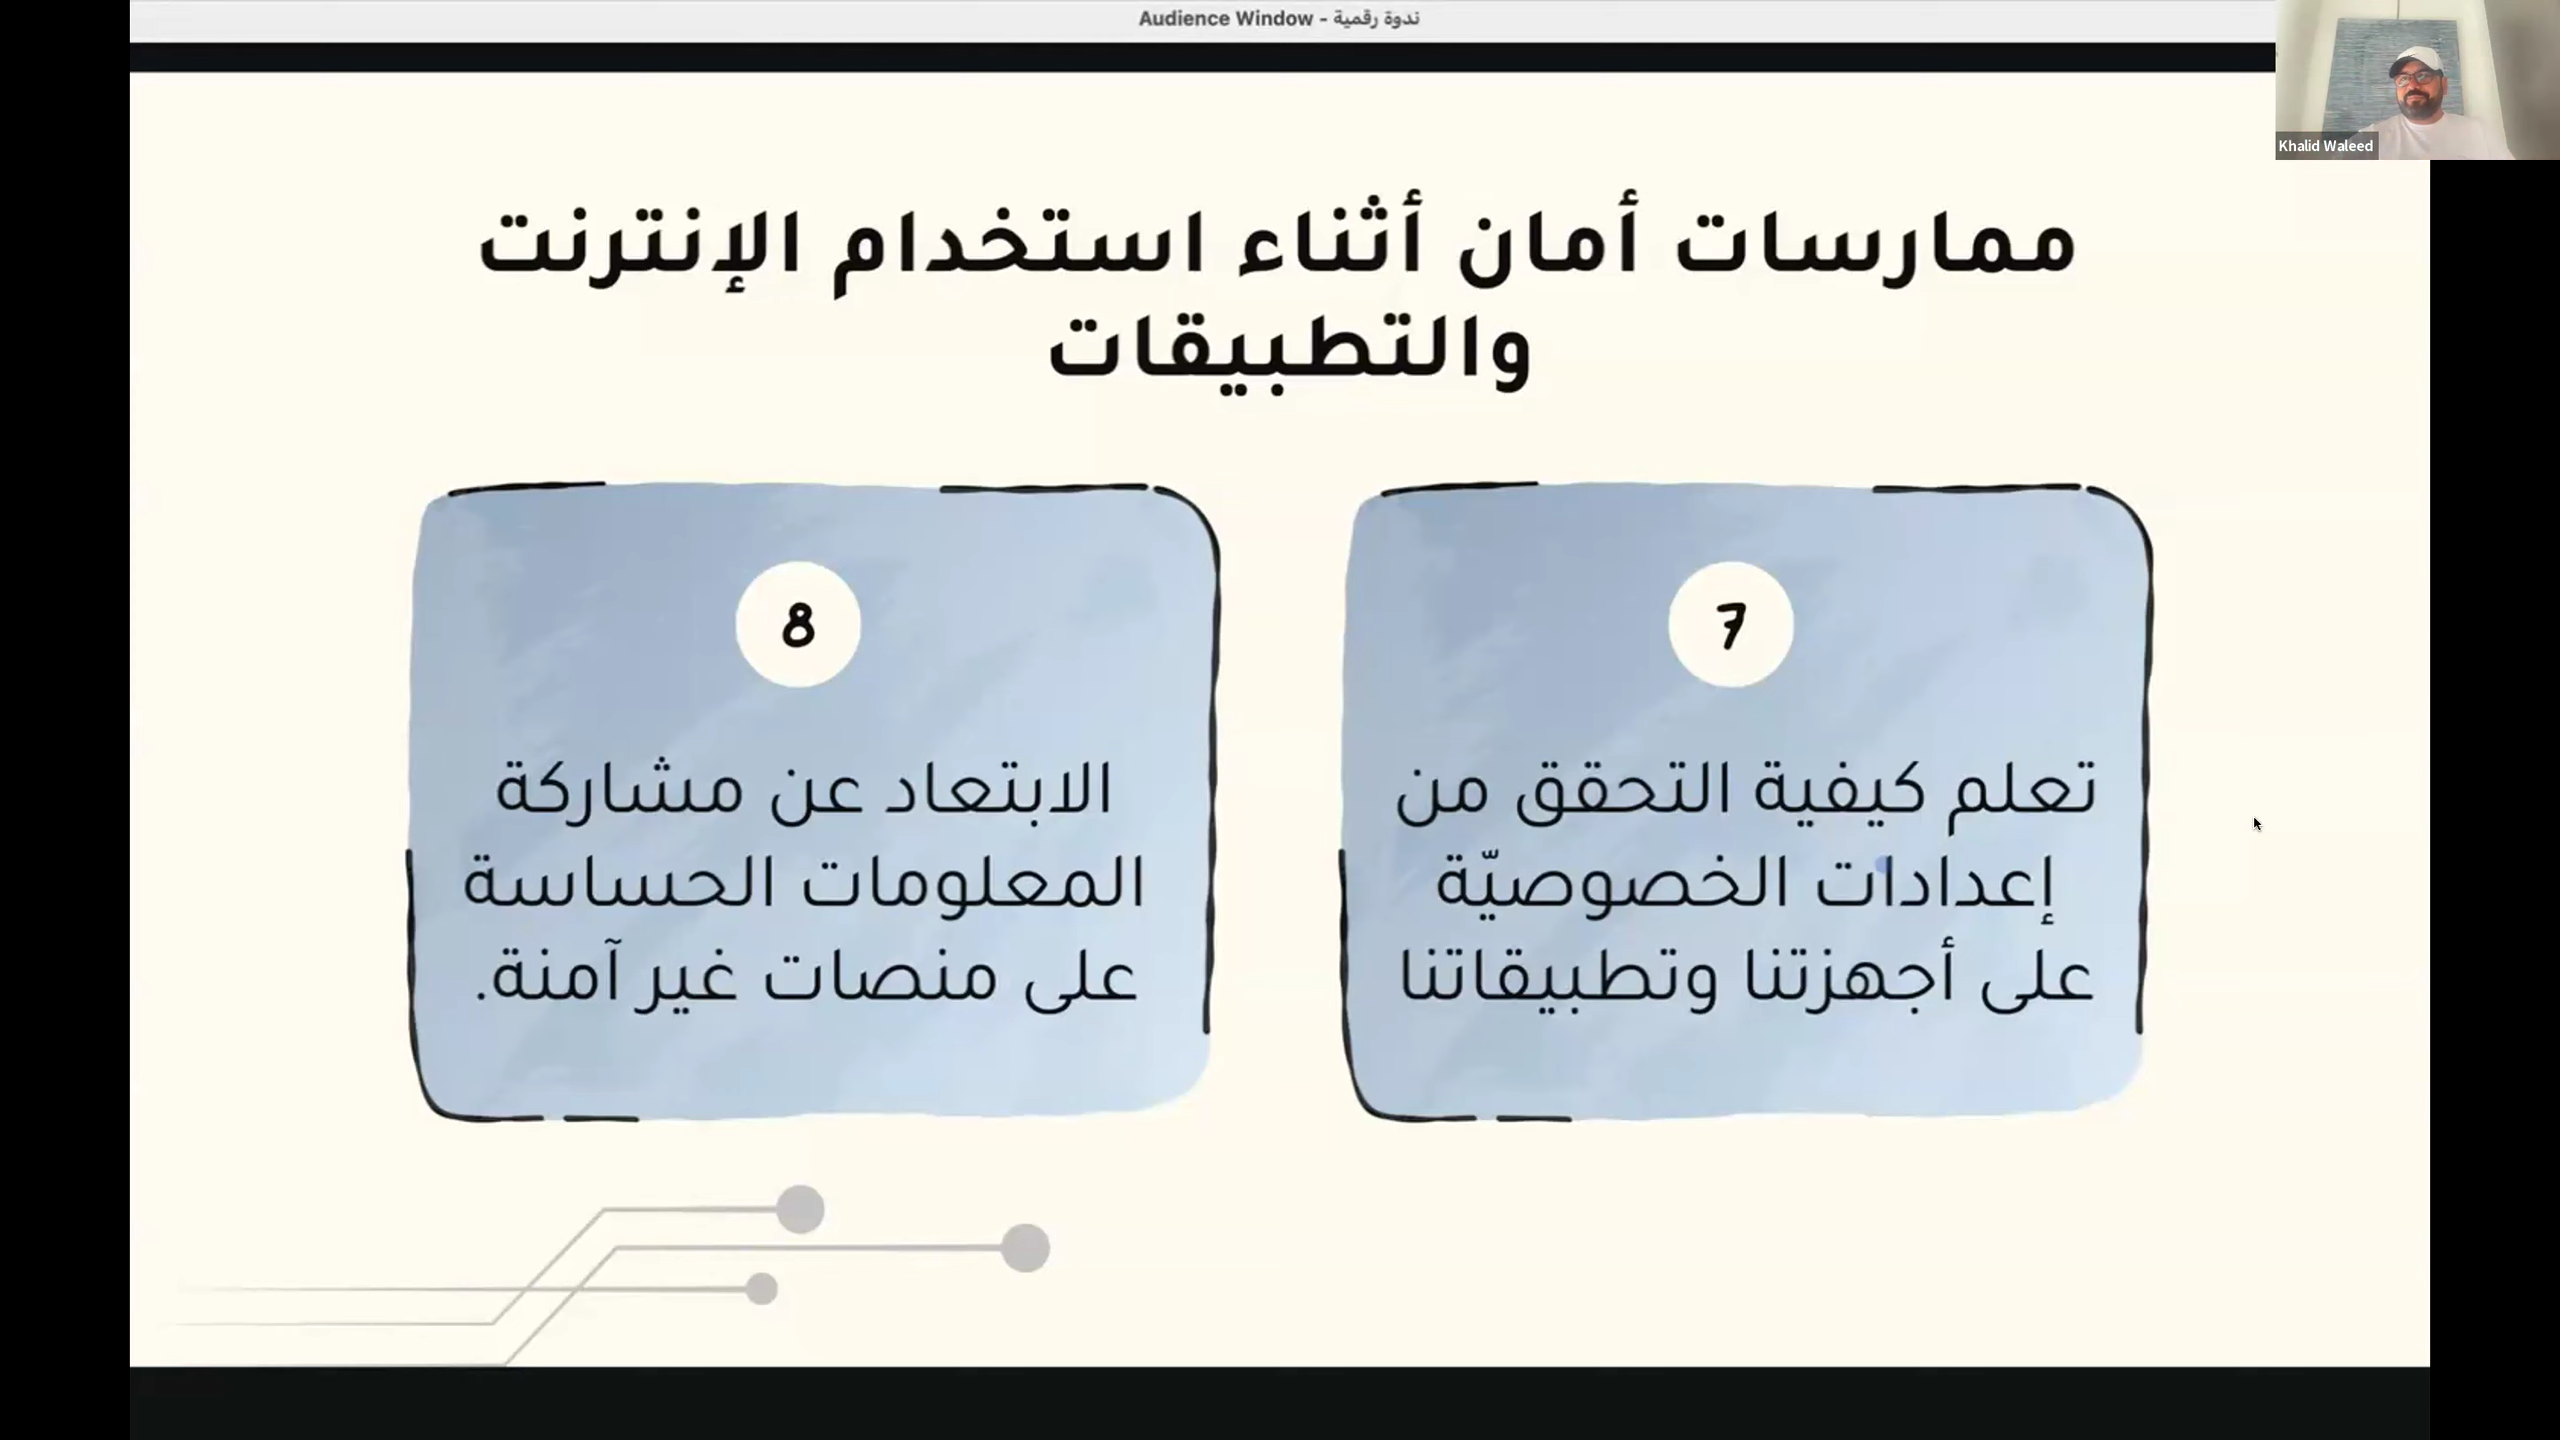 Audience Window - ندوة رقمية
Khalid Waleed
ممارسات أمان أثناء استخدام الإنترنت
والتطبيقات
7
تعلم كيفية التحقق من
إعدادات الخصوصيّة
على أجهزتنا وتطبيقاتنا
8
الابتعاد عن مشاركة
المعلومات الحساسة
على منصات غير آمنة.